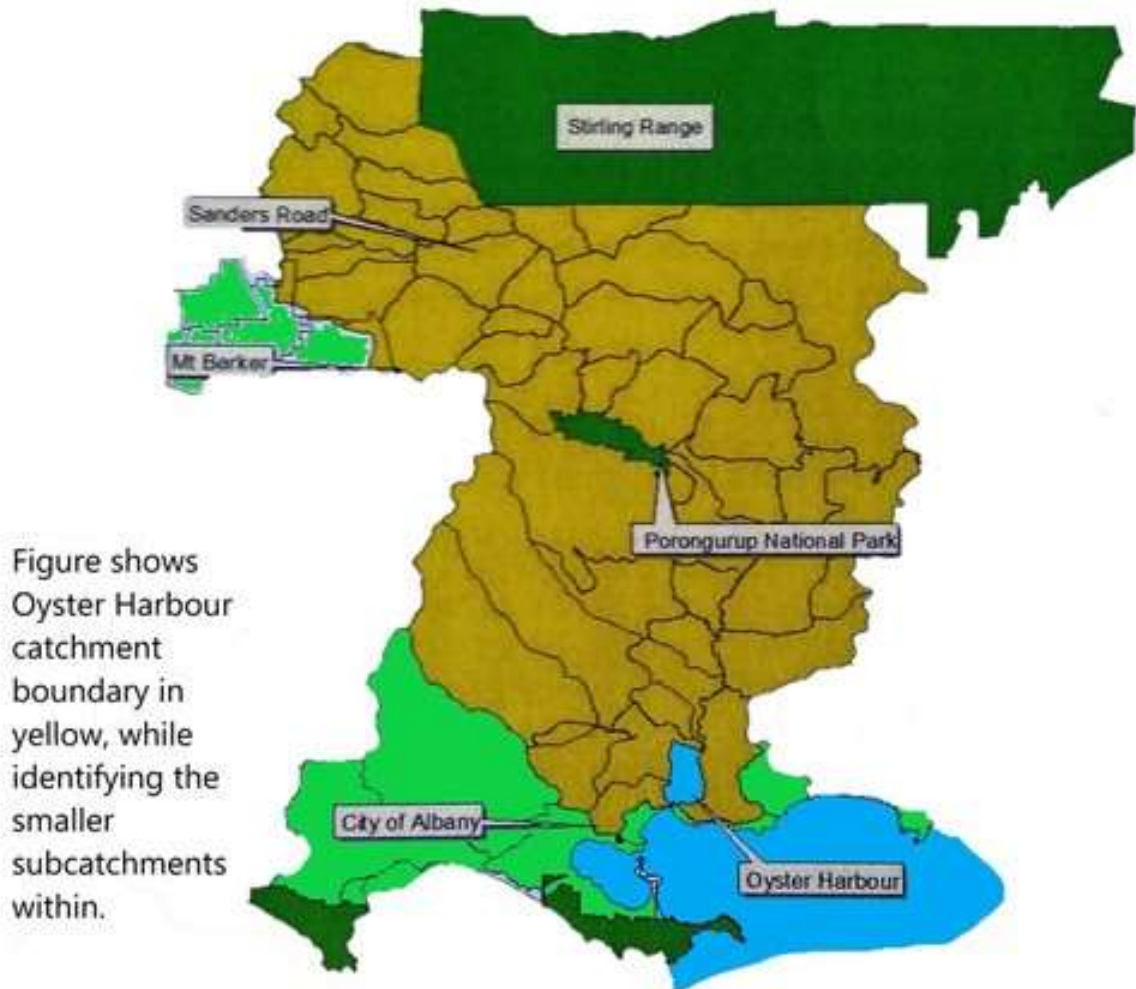 Stirling Range
Sanders Road
Mt Barker
Porongurup National Park
Figure shows
Oyster Harbour
catchment
boundary in
yellow, while
identifying the
smaller
subcatchments
within.
City of Albany
Oyster Harbour